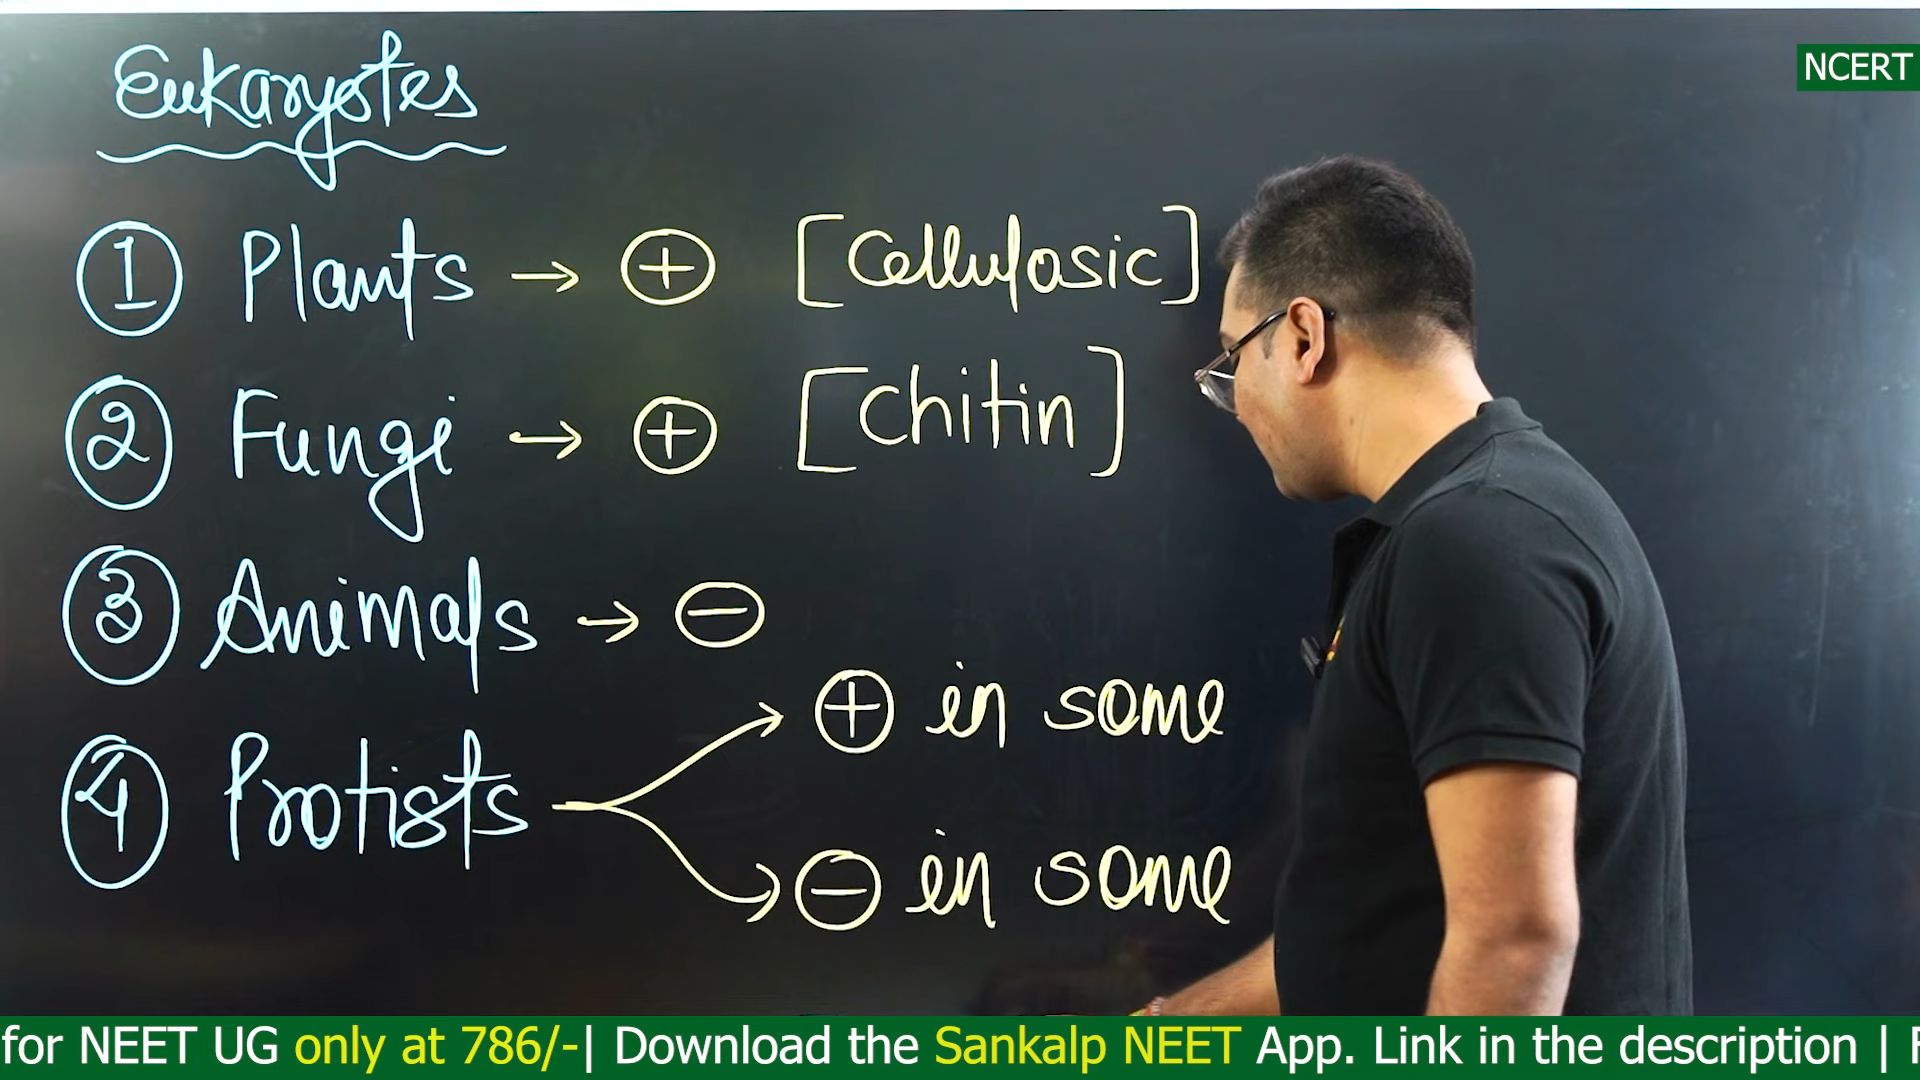 Eukaryotes
NCERT
1 Plants → + [Cellulosic]
2 Fungi → + [Chitin]
3 Animals → −
4 Protists → + in some
→ − in some
for NEET UG only at 786/-| Download the Sankalp NEET App. Link in the description |